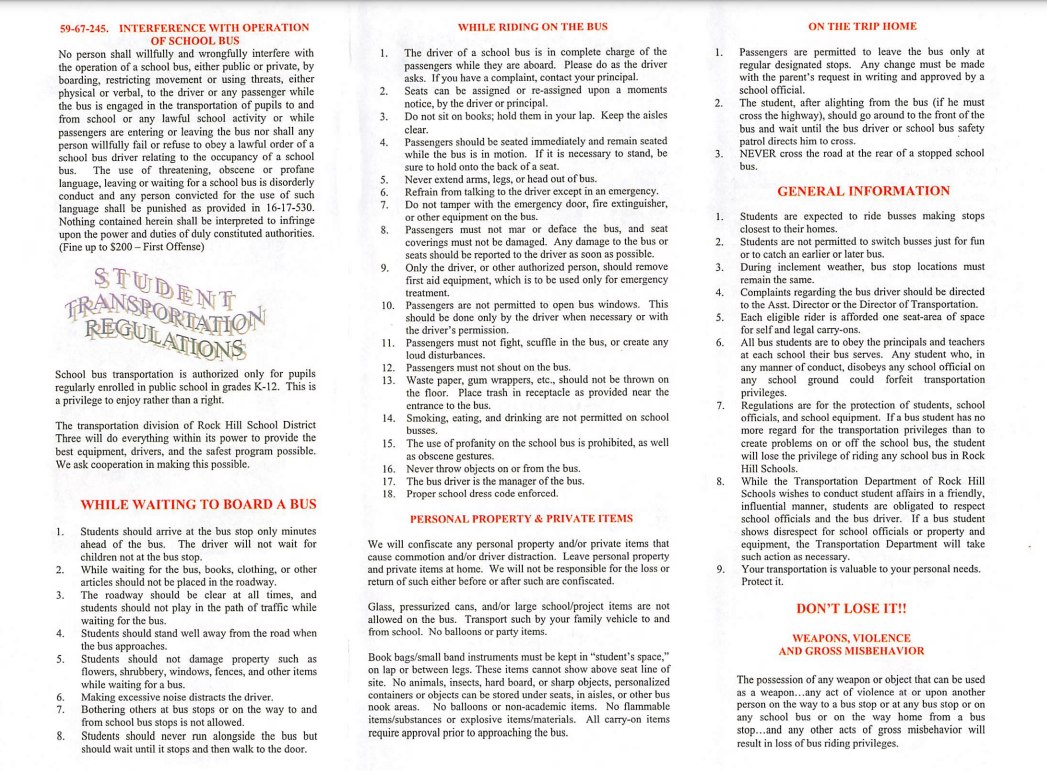 59-67-245. INTERFERENCE WITH OPERATION
OF SCHOOL BUS
No person shall willfully and wrongfully interfere with
the operation of a school bus, either public or private, by
boarding, restricting movement or using threats, either
physical or verbal, to the driver or any passenger while
the bus is engaged in the transportation of pupils to and
from school or any lawful school activity or while
passengers are entering or leaving the bus nor shall any
person willfully fail or refuse to obey a lawful order of a
school bus driver relating to the occupancy of a school
bus. The use of threatening, obscene or profane
language, leaving or waiting for a school bus is disorderly
conduct and any person convicted for the use of such
language shall be punished as provided in 16-17-530.
Nothing contained herein shall be interpreted to infringe
upon the power and duties of duly constituted authorities.
(Fine up to $200 – First Offense)
STUDENT
TRANSPORTATION
REGULATIONS
School bus transportation is authorized only for pupils
regularly enrolled in public school in grades K-12. This is
a privilege to enjoy rather than a right.
The transportation division of Rock Hill School District
Three will do everything within its power to provide the
best equipment, drivers, and the safest program possible.
We ask cooperation in making this possible.
WHILE WAITING TO BOARD A BUS
1. Students should arrive at the bus stop only minutes
ahead of the bus. The driver will not wait for
children not at the bus stop.
2. While waiting for the bus, books, clothing, or other
articles should not be placed in the roadway.
3. The roadway should be clear at all times, and
students should not play in the path of traffic while
waiting for the bus.
4. Students should stand well away from the road when
the bus approaches.
5. Students should not damage property such as
flowers, shrubbery, windows, fences, and other items
while waiting for a bus.
6. Making excessive noise distracts the driver.
7. Bothering others at bus stops or on the way to and
from school bus stops is not allowed.
8. Students should never run alongside the bus but
should wait until it stops and then walk to the door.
WHILE RIDING ON THE BUS
1. The driver of a school bus is in complete charge of the
passengers while they are aboard. Please do as the driver
asks. If you have a complaint, contact your principal.
2. Seats can be assigned or re-assigned upon a moments
notice, by the driver or principal.
3. Do not sit on books; hold them in your lap. Keep the aisles
clear.
4. Passengers should be seated immediately and remain seated
while the bus is in motion. If it is necessary to stand, be
sure to hold onto the back of a seat.
5. Never extend arms, legs, or head out of bus.
6. Refrain from talking to the driver except in an emergency.
7. Do not tamper with the emergency door, fire extinguisher,
or other equipment on the bus.
8. Passengers must not mar or deface the bus, and seat
coverings must not be damaged. Any damage to the bus or
seats should be reported to the driver as soon as possible.
9. Only the driver, or other authorized person, should remove
first aid equipment, which is to be used only for emergency
treatment.
10. Passengers are not permitted to open bus windows. This
should be done only by the driver when necessary or with
the driver's permission.
11. Passengers must not fight, scuffle in the bus, or create any
loud disturbances.
12. Passengers must not shout on the bus.
13. Waste paper, gum wrappers, etc., should not be thrown on
the floor. Place trash in receptacle as provided near the
entrance to the bus.
14. Smoking, eating, and drinking are not permitted on school
busses.
15. The use of profanity on the school bus is prohibited, as well
as obscene gestures.
16. Never throw objects on or from the bus.
17. The bus driver is the manager of the bus.
18. Proper school dress code enforced.
PERSONAL PROPERTY & PRIVATE ITEMS
We will confiscate any personal property and/or private items that
cause commotion and/or driver distraction. Leave personal property
and private items at home. We will not be responsible for the loss or
return of such either before or after such are confiscated.
Glass, pressurized cans, and/or large school/project items are not
allowed on the bus. Transport such by your family vehicle to and
from school. No balloons or party items.
Book bags/small band instruments must be kept in "student's space,"
on lap or between legs. These items cannot show above seat line of
site. No animals, insects, hard board, or sharp objects, personalized
containers or objects can be stored under seats, in aisles, or other bus
nook areas. No balloons or non-academic items. No flammable
items/substances or explosive items/materials. All carry-on items
require approval prior to approaching the bus.
ON THE TRIP HOME
1. Passengers are permitted to leave the bus only at
regular designated stops. Any change must be made
with the parent's request in writing and approved by a
school official.
2. The student, after alighting from the bus (if he must
cross the highway), should go around to the front of the
bus and wait until the bus driver or school bus safety
patrol directs him to cross.
3. NEVER cross the road at the rear of a stopped school
bus.
GENERAL INFORMATION
1. Students are expected to ride busses making stops
closest to their homes.
2. Students are not permitted to switch busses just for fun
or to catch an earlier or later bus.
3. During inclement weather, bus stop locations must
remain the same.
4. Complaints regarding the bus driver should be directed
to the Asst. Director or the Director of Transportation.
5. Each eligible rider is afforded one seat-area of space
for self and legal carry-ons.
6. All bus students are to obey the principals and teachers
at each school their bus serves. Any student who, in
any manner of conduct, disobeys any school official on
any school ground could forfeit transportation
privileges.
7. Regulations are for the protection of students, school
officials, and school equipment. If a bus student has no
more regard for the transportation privileges than to
create problems on or off the school bus, the student
will lose the privilege of riding any school bus in Rock
Hill Schools.
8. While the Transportation Department of Rock Hill
Schools wishes to conduct student affairs in a friendly,
influential manner, students are obligated to respect
school officials and the bus driver. If a bus student
shows disrespect for school officials or property and
equipment, the Transportation Department will take
such action as necessary.
9. Your transportation is valuable to your personal needs.
Protect it.
DON'T LOSE IT!!
WEAPONS, VIOLENCE
AND GROSS MISBEHAVIOR
The possession of any weapon or object that can be used
as a weapon…any act of violence at or upon another
person on the way to a bus stop or at any bus stop or on
any school bus or on the way home from a bus
stop…and any other acts of gross misbehavior will
result in loss of bus riding privileges.